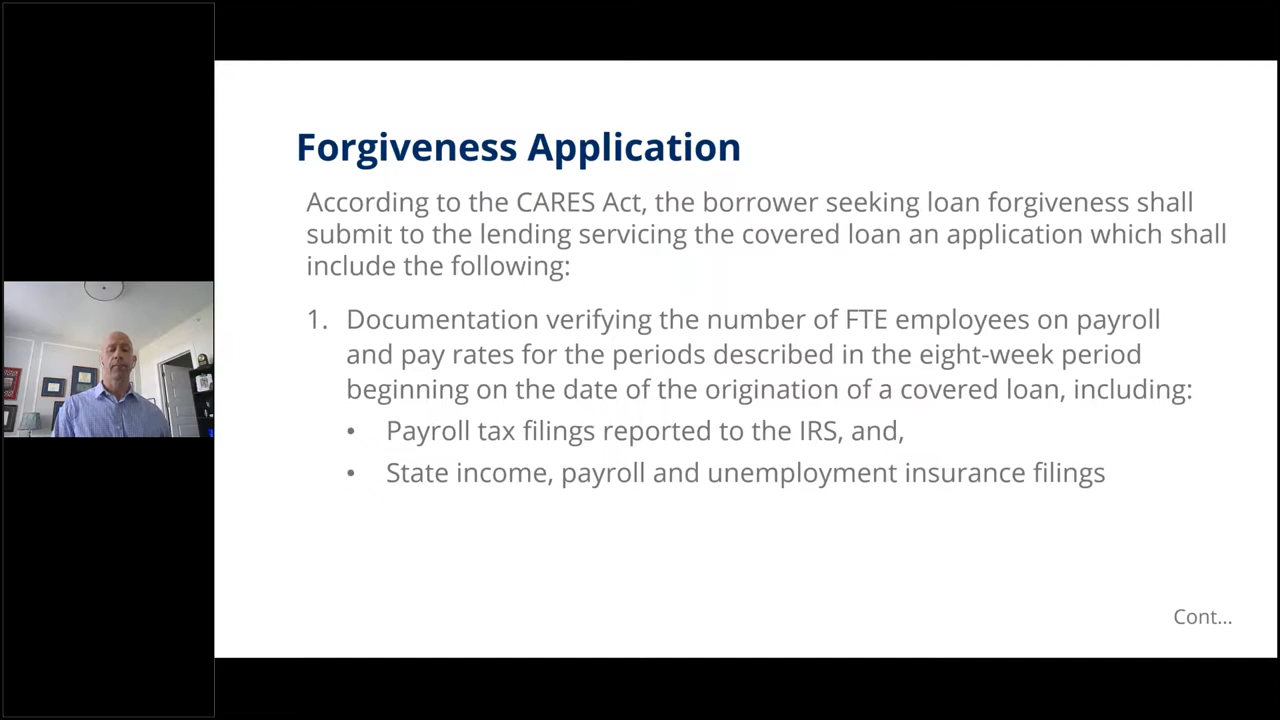 Forgiveness Application
According to the CARES Act, the borrower seeking loan forgiveness shall
submit to the lending servicing the covered loan an application which shall
include the following:
1. Documentation verifying the number of FTE employees on payroll
and pay rates for the periods described in the eight-week period
beginning on the date of the origination of a covered loan, including:
• Payroll tax filings reported to the IRS, and,
• State income, payroll and unemployment insurance filings
Cont...